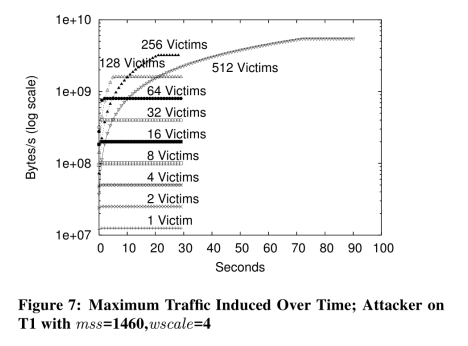 1e+10
1e+09
1e+08
1e+07
Bytes/s (log scale)
256 Victims
128 Victims
512 Victims
64 Victims
32 Victims
16 Victims
8 Victims
4 Victims
2 Victims
1 Victim
0 10 20 30 40 50 60 70 80 90 100
Seconds
Figure 7: Maximum Traffic Induced Over Time; Attacker on
T1 with mss=1460,wscale=4